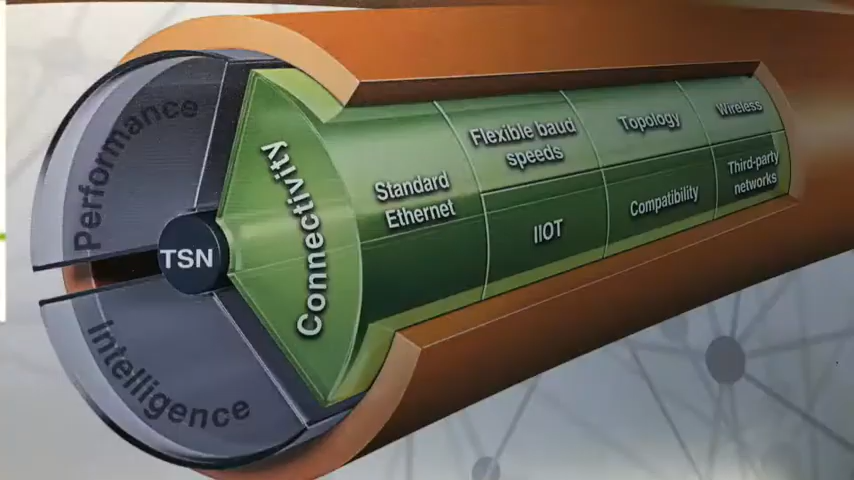 Performance
TSN
Intelligence
Connectivity
Standard
Ethernet
Flexible baud
speeds
IIOT
Topology
Compatibility
Wireless
Third-party
networks